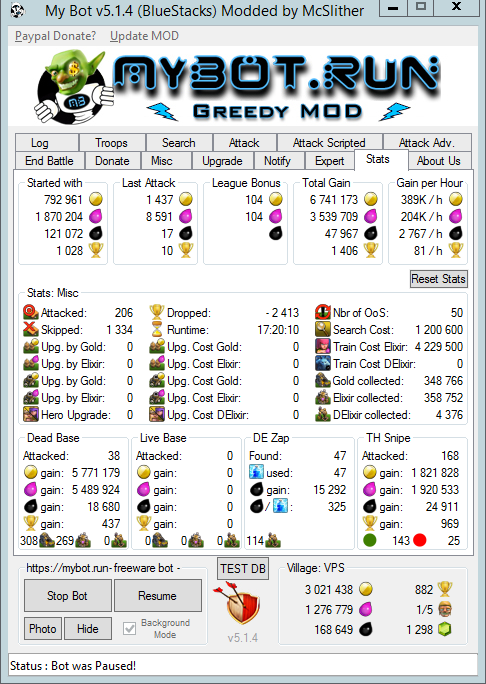 My Bot v5.1.4 (BlueStacks) Modded by McSlither
Paypal Donate? Update MOD
MB MYBOT.RUN
GREEDY MOD
Log Troops Search Attack Attack Scripted Attack Adv.
End Battle Donate Misc Upgrade Notify Expert Stats About Us
Started with Last Attack League Bonus Total Gain Gain per Hour
792 961 1 437 104 6 741 173 389K / h
1 870 204 8 591 104 3 539 709 204K / h
121 072 17 47 967 2 767 / h
1 028 10 1 406 81 / h
Reset Stats
Stats: Misc
Attacked: 206 Dropped: - 2 413 Nbr of OoS: 50
Skipped: 1 334 Runtime: 17:20:10 Search Cost: 1 200 600
Upg. by Gold: 0 Upg. Cost Gold: 0 Train Cost Elixir: 4 229 500
Upg. by Elixir: 0 Upg. Cost Elixir: 0 Train Cost DElixir: 0
Upg. by Gold: 0 Upg. Cost Gold: 0 Gold collected: 348 766
Upg. by Elixir: 0 Upg. Cost Elixir: 0 Elixir collected: 358 752
Hero Upgrade: 0 Upg. Cost DElixir: 0 DElixir collected: 4 376
Dead Base Live Base DE Zap TH Snipe
Attacked: 38 Attacked: 0 Found: 47 Attacked: 168
gain: 5 771 179 gain: 0 used: 47 gain: 1 821 828
gain: 5 489 924 gain: 0 gain: 15 292 gain: 1 920 533
gain: 18 680 gain: 0 / : 325 gain: 24 911
gain: 437 gain: 0 gain: 969
308 269 0 0 0 0 114 143 25
https://mybot.run- freeware bot - TEST DB Village: VPS
Stop Bot Resume 3 021 438 882
1 276 779 1/5
Photo Hide Background Mode v5.1.4 168 649 1 298
Status : Bot was Paused!